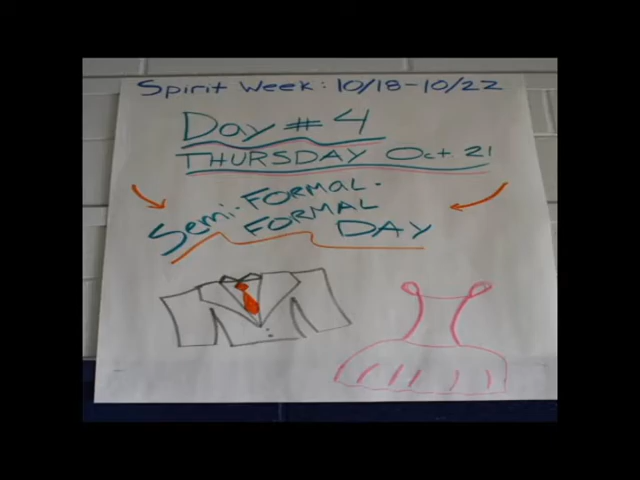 Spirit Week: 10/18-10/22
Day #4
THURSDAY Oct. 21
Semi-FORMAL-
FORMAL DAY